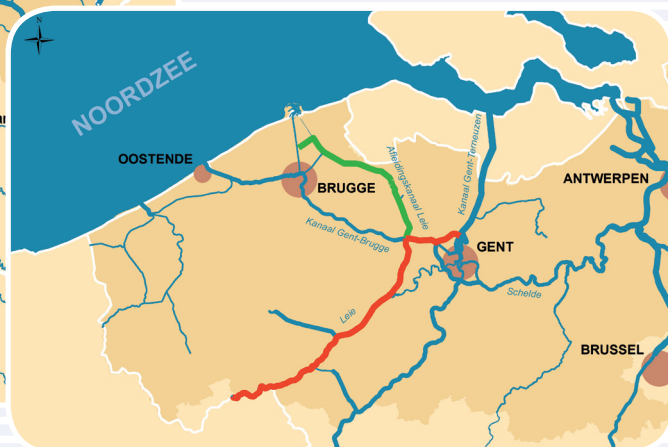 N
NOORDZEE
OOSTENDE
BRUGGE
Afleidingskanaal Leie
Kanaal Gent-Terneuzen
ANTWERPEN
Kanaal Gent-Brugge
GENT
Schelde
Leie
BRUSSEL